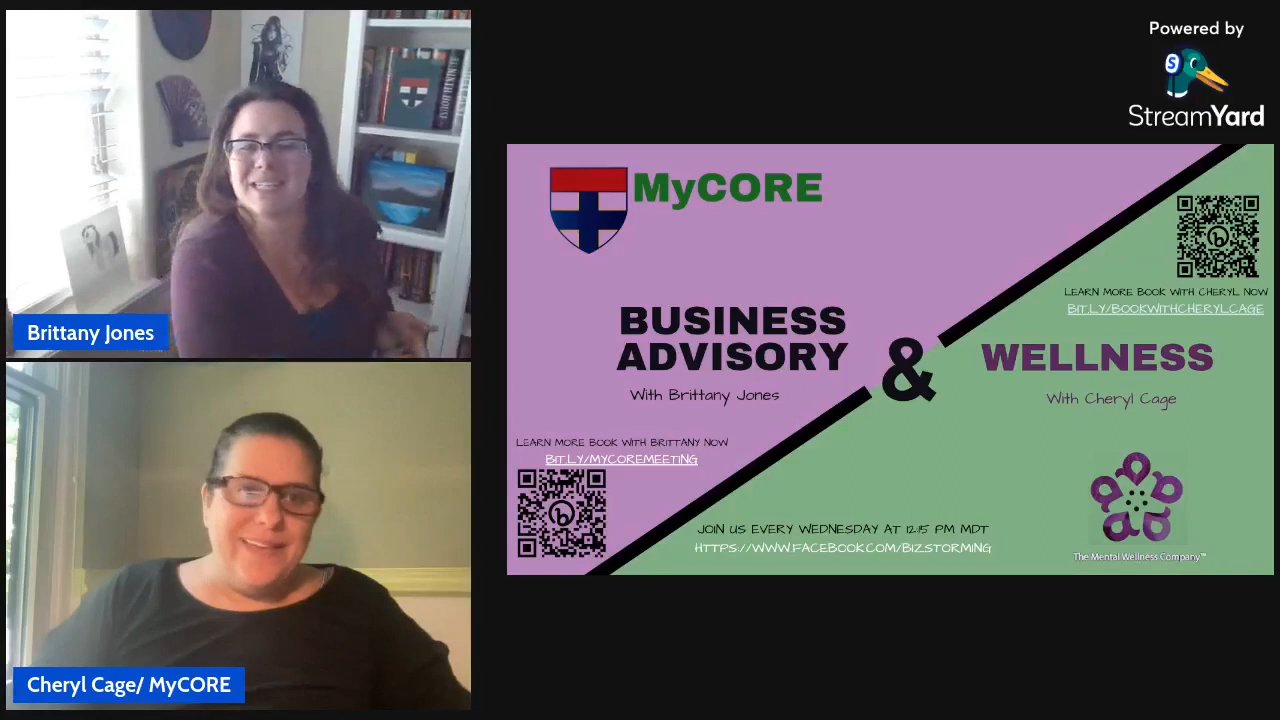 Brittany Jones
Cheryl Cage/ MyCORE
Powered by
StreamYard
MyCORE
BUSINESS
ADVISORY
With Brittany Jones
LEARN MORE BOOK WITH BRITTANY NOW
BIT.LY/MYCOREMEETING
&
LEARN MORE BOOK WITH CHERYL NOW
BIT.LY/BOOKWITHCHERYLCAGE
WELLNESS
With Cheryl Cage
JOIN US EVERY WEDNESDAY AT 12:15 PM MDT
HTTPS://WWW.FACEBOOK.COM/BIZSTORMING
The Mental Wellness Company™